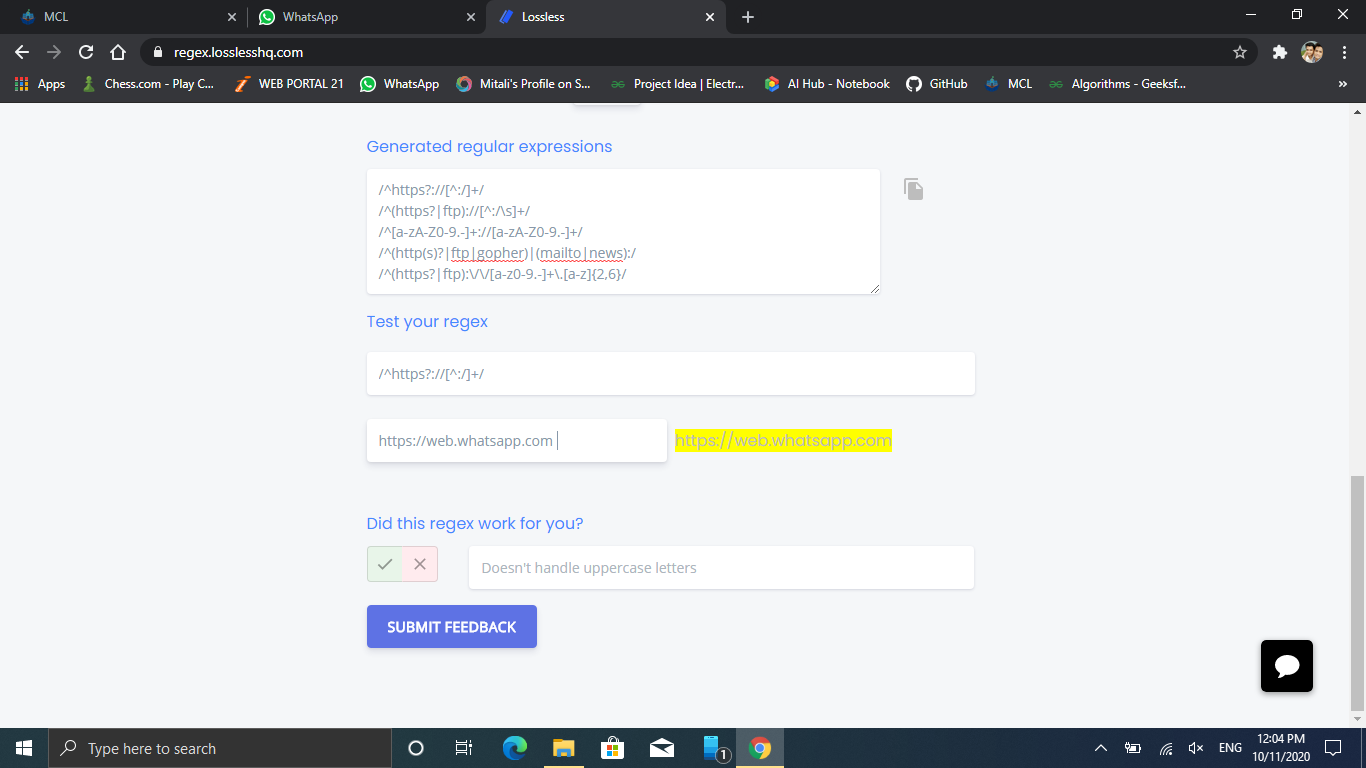 MCL
WhatsApp
Lossless
regex.losslesshq.com
Apps
Chess.com - Play C...
WEB PORTAL 21
WhatsApp
Mitali's Profile on S...
Project Idea | Electr...
AI Hub - Notebook
GitHub
MCL
Algorithms - Geeksf...
»
Generated regular expressions
/^https?://[^:/]+/
/^(https?|ftp)://[^:/\s]+/
/^[a-zA-Z0-9.-]+://[a-zA-Z0-9.-]+/
/^(http(s)?|ftp|gopher)|(mailto|news):/
/^(https?|ftp):\/\/[a-z0-9.-]+\.[a-z]{2,6}/
Test your regex
/^https?://[^:/]+/
https://web.whatsapp.com
https://web.whatsapp.com
Did this regex work for you?
Doesn't handle uppercase letters
SUBMIT FEEDBACK
Type here to search
1
ENG
12:04 PM
10/11/2020